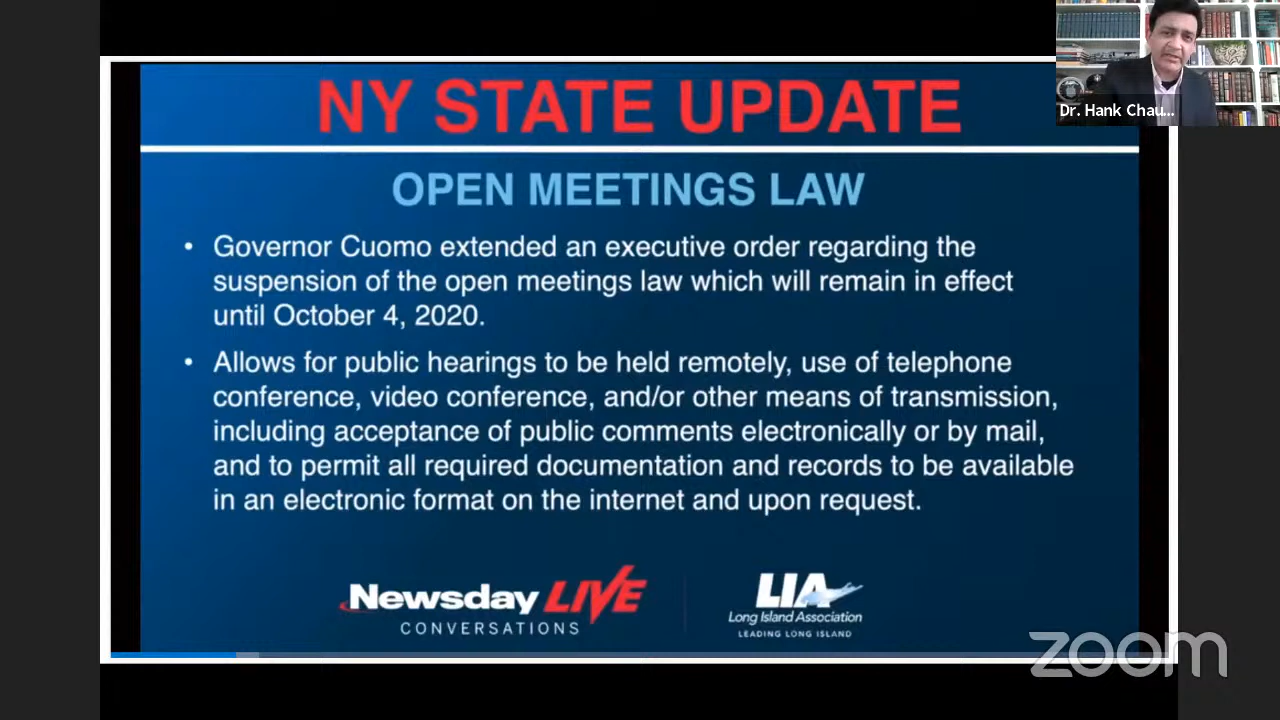 NY STATE UPDATE
Dr. Hank Chau...
OPEN MEETINGS LAW
• Governor Cuomo extended an executive order regarding the
suspension of the open meetings law which will remain in effect
until October 4, 2020.
• Allows for public hearings to be held remotely, use of telephone
conference, video conference, and/or other means of transmission,
including acceptance of public comments electronically or by mail,
and to permit all required documentation and records to be available
in an electronic format on the internet and upon request.
Newsday LIVE
CONVERSATIONS
LIA
Long Island Association
LEADING LONG ISLAND
zoom